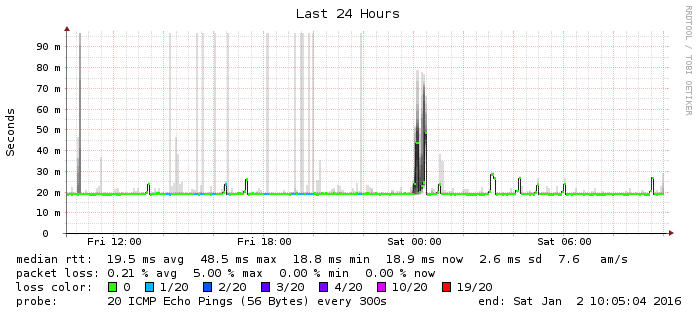 Last 24 Hours
RRDTOOL / TOBI OETIKER
Seconds
90 m
80 m
70 m
60 m
50 m
40 m
30 m
20 m
10 m
0
Fri 12:00 Fri 18:00 Sat 00:00 Sat 06:00
median rtt: 19.5 ms avg 48.5 ms max 18.8 ms min 18.9 ms now 2.6 ms sd 7.6 am/s
packet loss: 0.21 % avg 5.00 % max 0.00 % min 0.00 % now
loss color: 0 1/20 2/20 3/20 4/20 10/20 19/20
probe: 20 ICMP Echo Pings (56 Bytes) every 300s end: Sat Jan 2 10:05:04 2016